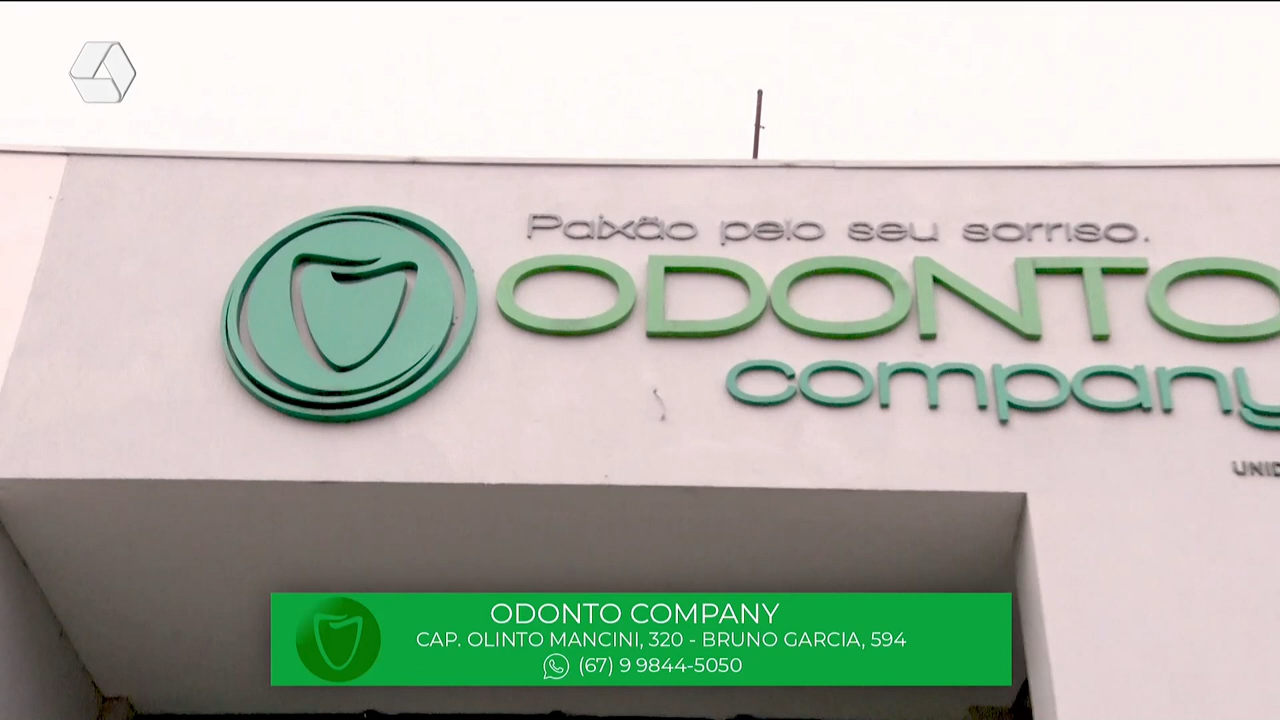 Paixão pelo seu sorriso.
ODONTO
company
ODONTO COMPANY
CAP. OLINTO MANCINI, 320 - BRUNO GARCIA, 594
(67) 9 9844-5050